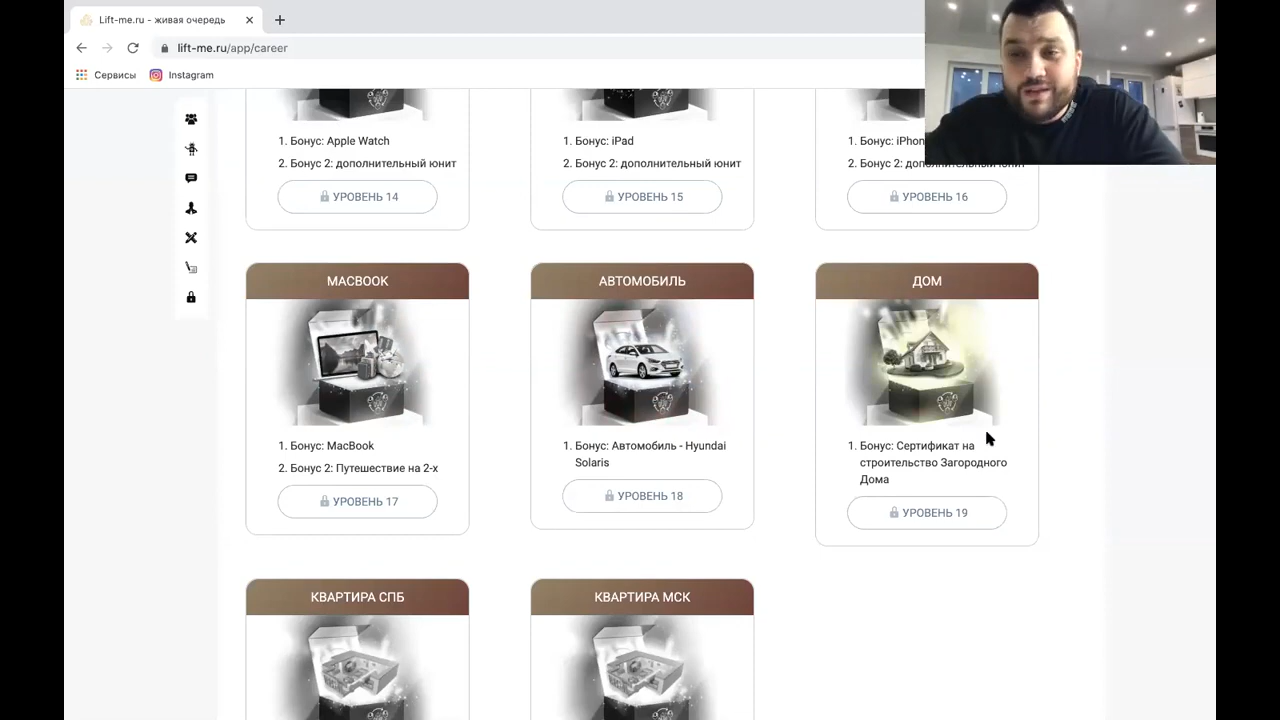 Lift-me.ru - живая очередь
lift-me.ru/app/career
Сервисы
Instagram
1. Бонус: Apple Watch
2. Бонус 2: дополнительный юнит
УРОВЕНЬ 14
1. Бонус: iPad
2. Бонус 2: дополнительный юнит
УРОВЕНЬ 15
1. Бонус:
2. Бонус 2:
УРОВЕНЬ 16
MACBOOK
1. Бонус: MacBook
2. Бонус 2: Путешествие на 2-х
УРОВЕНЬ 17
АВТОМОБИЛЬ
1. Бонус: Автомобиль - Hyundai
Solaris
УРОВЕНЬ 18
ДОМ
1. Бонус: Сертификат на
строительство Загородного
Дома
УРОВЕНЬ 19
КВАРТИРА СПБ
КВАРТИРА МСК